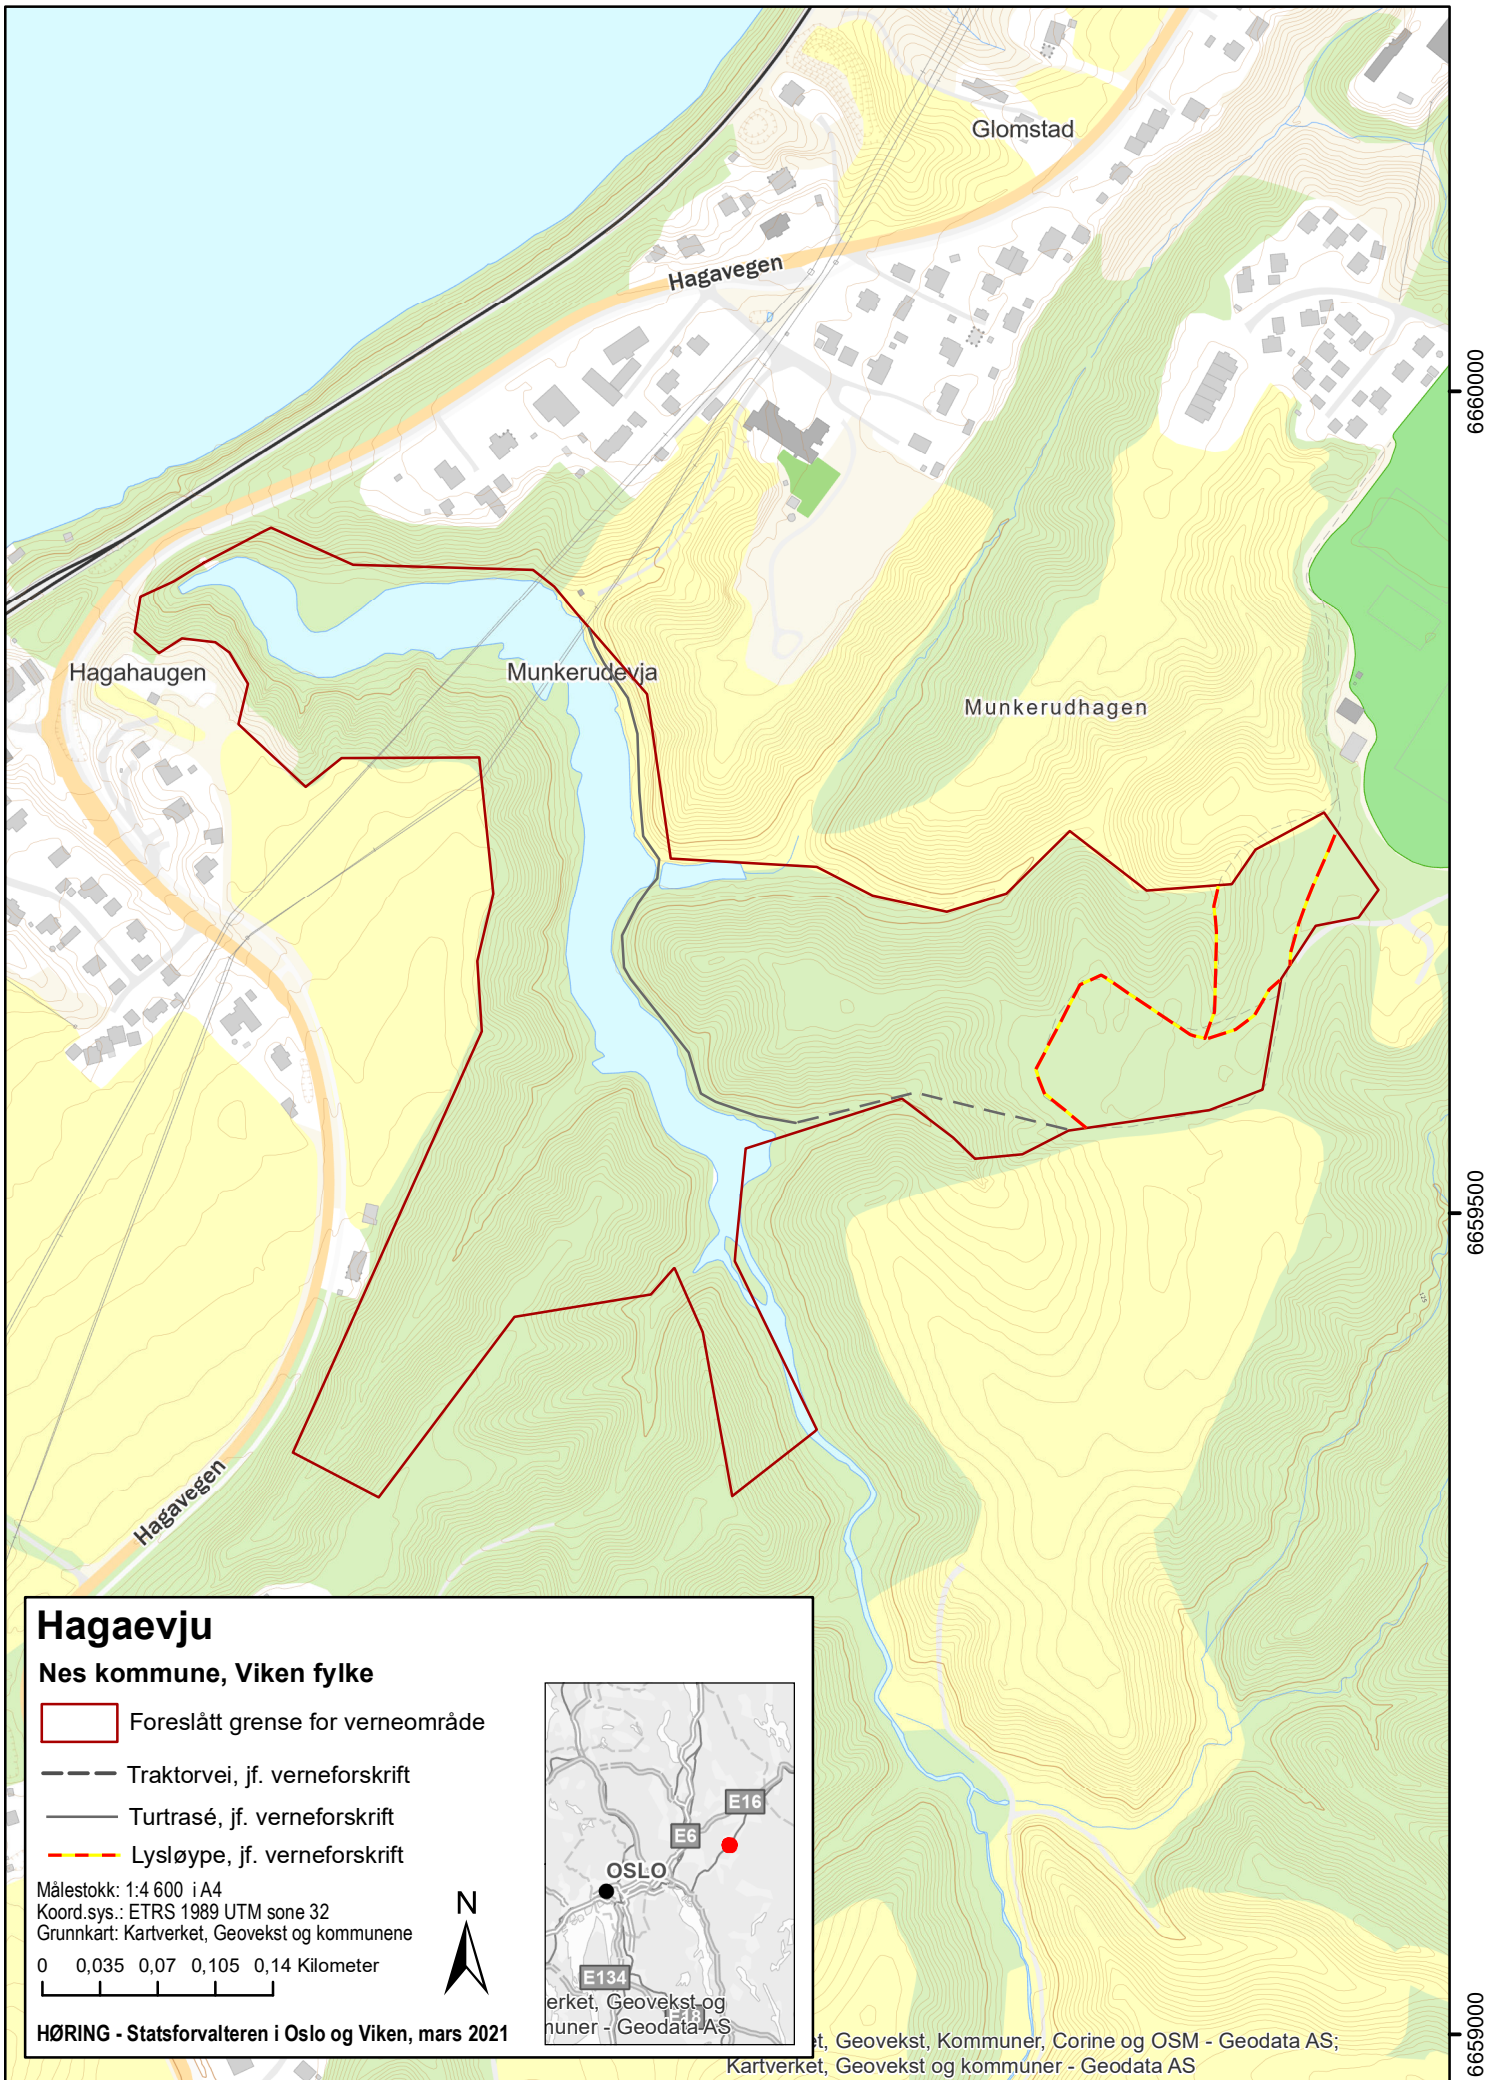 Glomstad
Hagavegen
6660000
Hagahaugen
Munkerudevja
Munkerudhagen
6659500
125
Hagavegen
Hagaevju
Nes kommune, Viken fylke
Foreslått grense for verneområde
Traktorvei, jf. verneforskrift
Turtrasé, jf. verneforskrift
Lysløype, jf. verneforskrift
Målestokk: 1:4 600 i A4
Koord.sys.: ETRS 1989 UTM sone 32
Grunnkart: Kartverket, Geovekst og kommunene
N
0 0,035 0,07 0,105 0,14 Kilometer
HØRING - Statsforvalteren i Oslo og Viken, mars 2021
E16
E6
OSLO
E134
E18
erket, Geovekst og
muner - Geodata AS
et, Geovekst, Kommuner, Corine og OSM - Geodata AS;
Kartverket, Geovekst og kommuner - Geodata AS
6659000